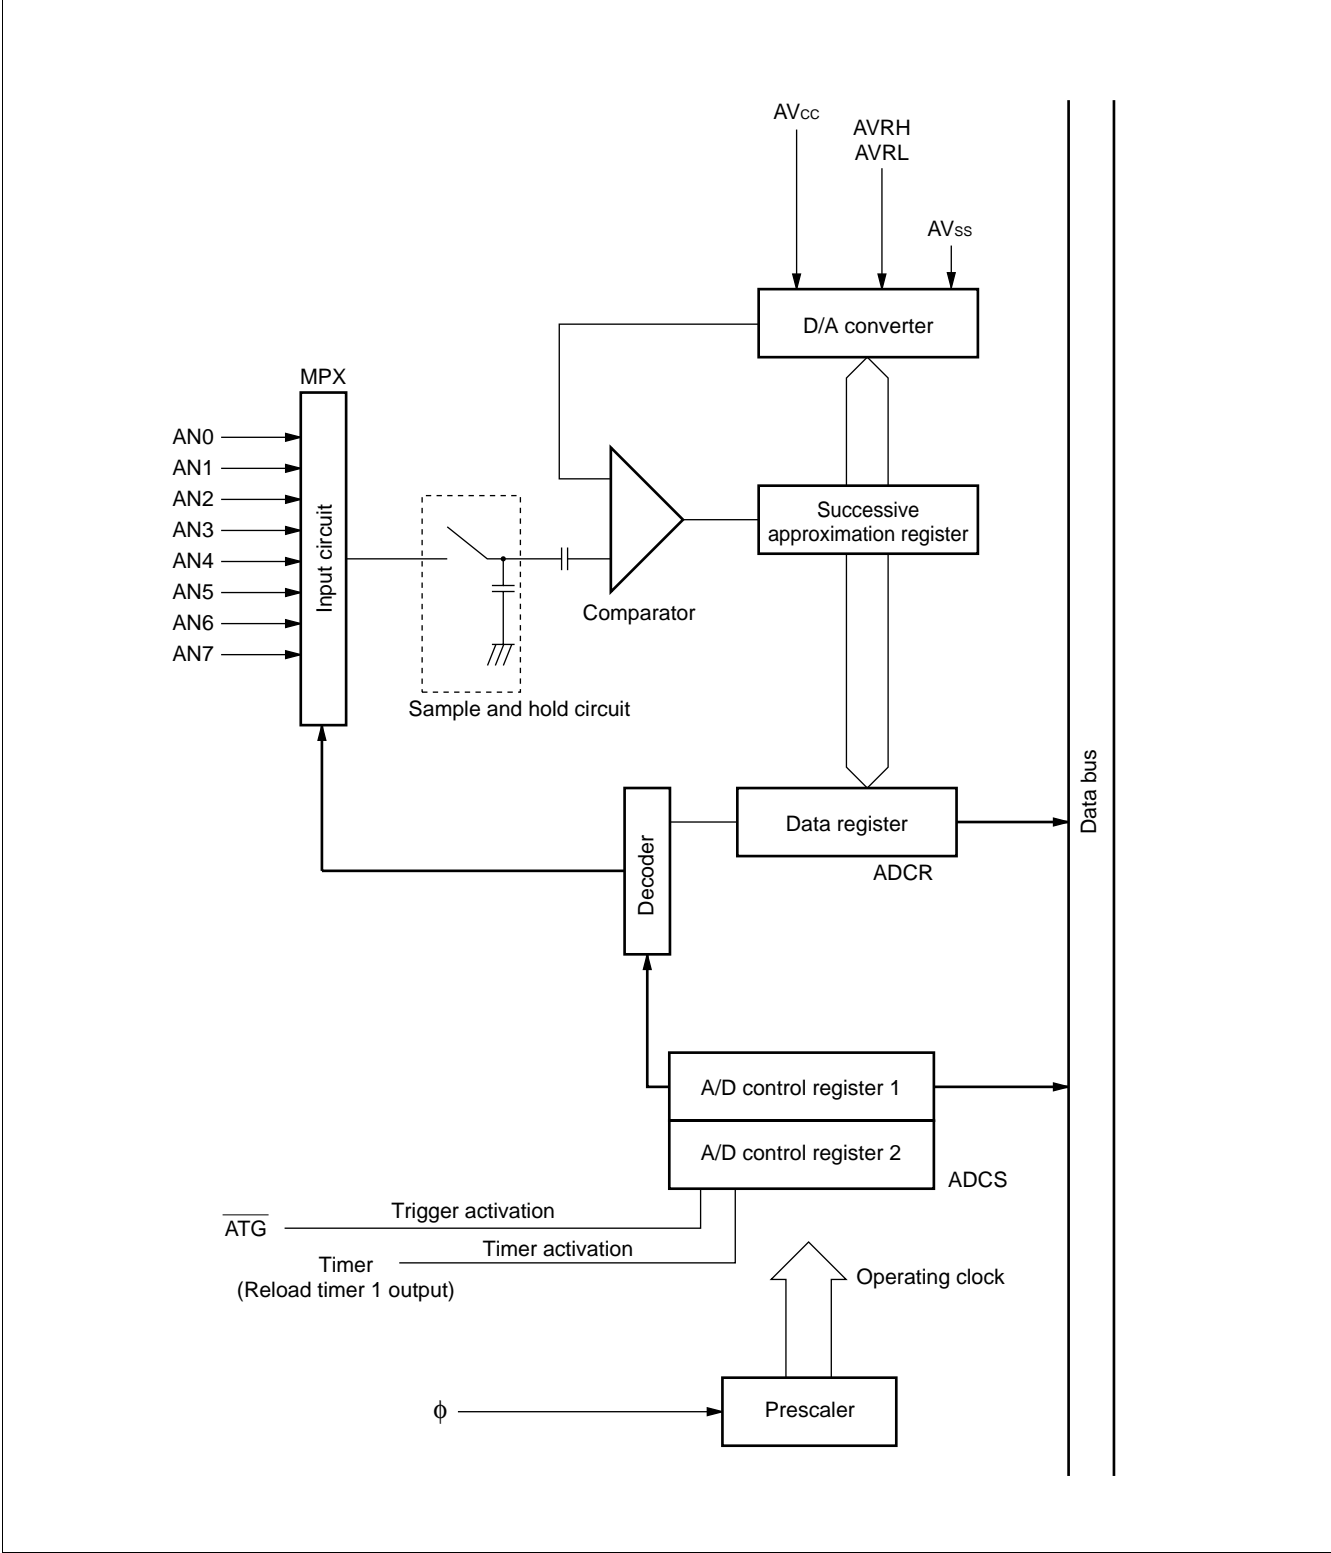 AVCC
AVRH
AVRL
AVSS
D/A converter
MPX
AN0
AN1
AN2
AN3
AN4
AN5
AN6
AN7
Input circuit
Successive
approximation register
Comparator
Sample and hold circuit
Data bus
Decoder
Data register
ADCR
A/D control register 1
A/D control register 2
ADCS
Trigger activation
ATG
Timer activation
Timer
(Reload timer 1 output)
Operating clock
ϕ
Prescaler